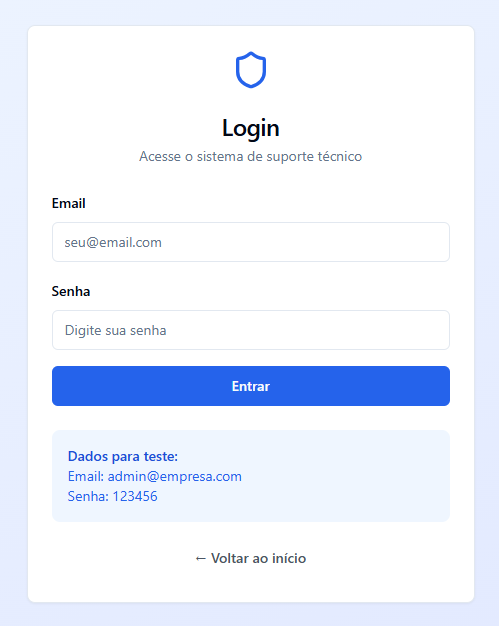 Login
Acesse o sistema de suporte técnico
Email
seu@email.com
Senha
Digite sua senha
Entrar
Dados para teste:
Email: admin@empresa.com
Senha: 123456
← Voltar ao início